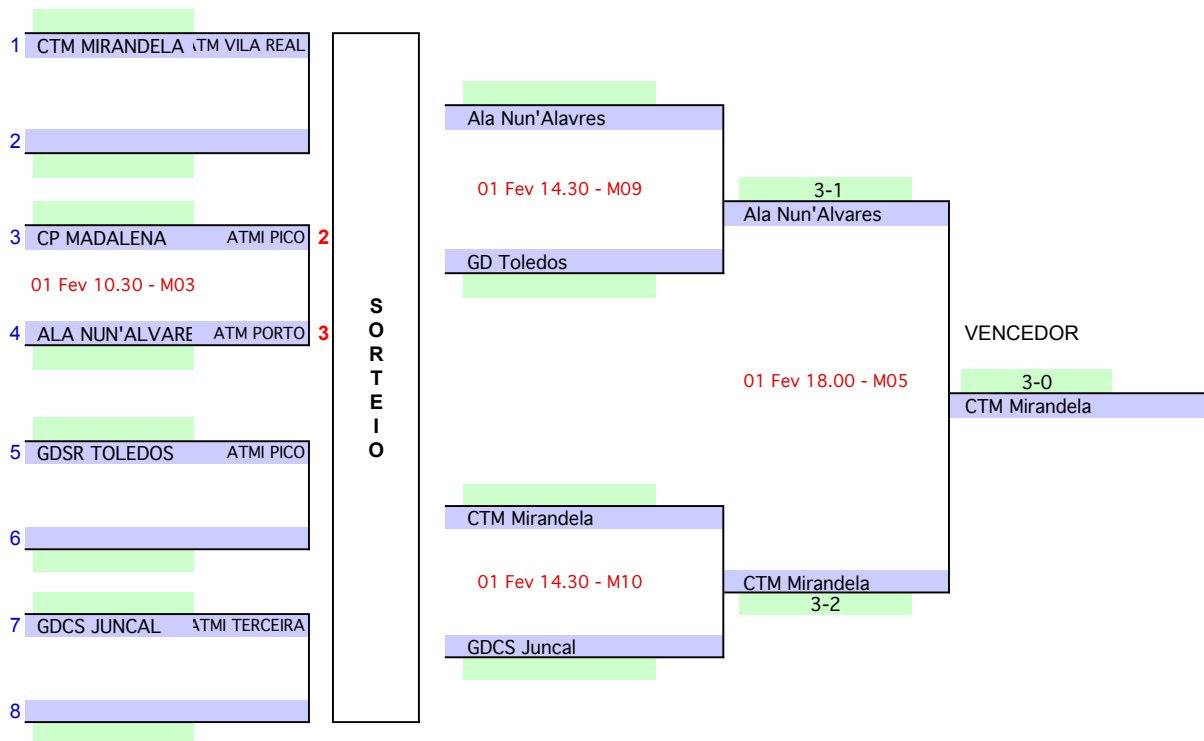 1 CTM MIRANDELA ATM VILA REAL
2
3 CP MADALENA ATMI PICO 2
01 Fev 10.30 - M03
4 ALA NUN'ALVARE ATM PORTO 3
5 GDSR TOLEDOS ATMI PICO
6
7 GDCS JUNCAL ATMI TERCEIRA
8
S
O
R
T
E
I
O
Ala Nun'Alavres
01 Fev 14.30 - M09
GD Toledos
CTM Mirandela
01 Fev 14.30 - M10
GDCS Juncal
3-1
Ala Nun'Alvares
01 Fev 18.00 - M05
CTM Mirandela
3-2
VENCEDOR
3-0
CTM Mirandela